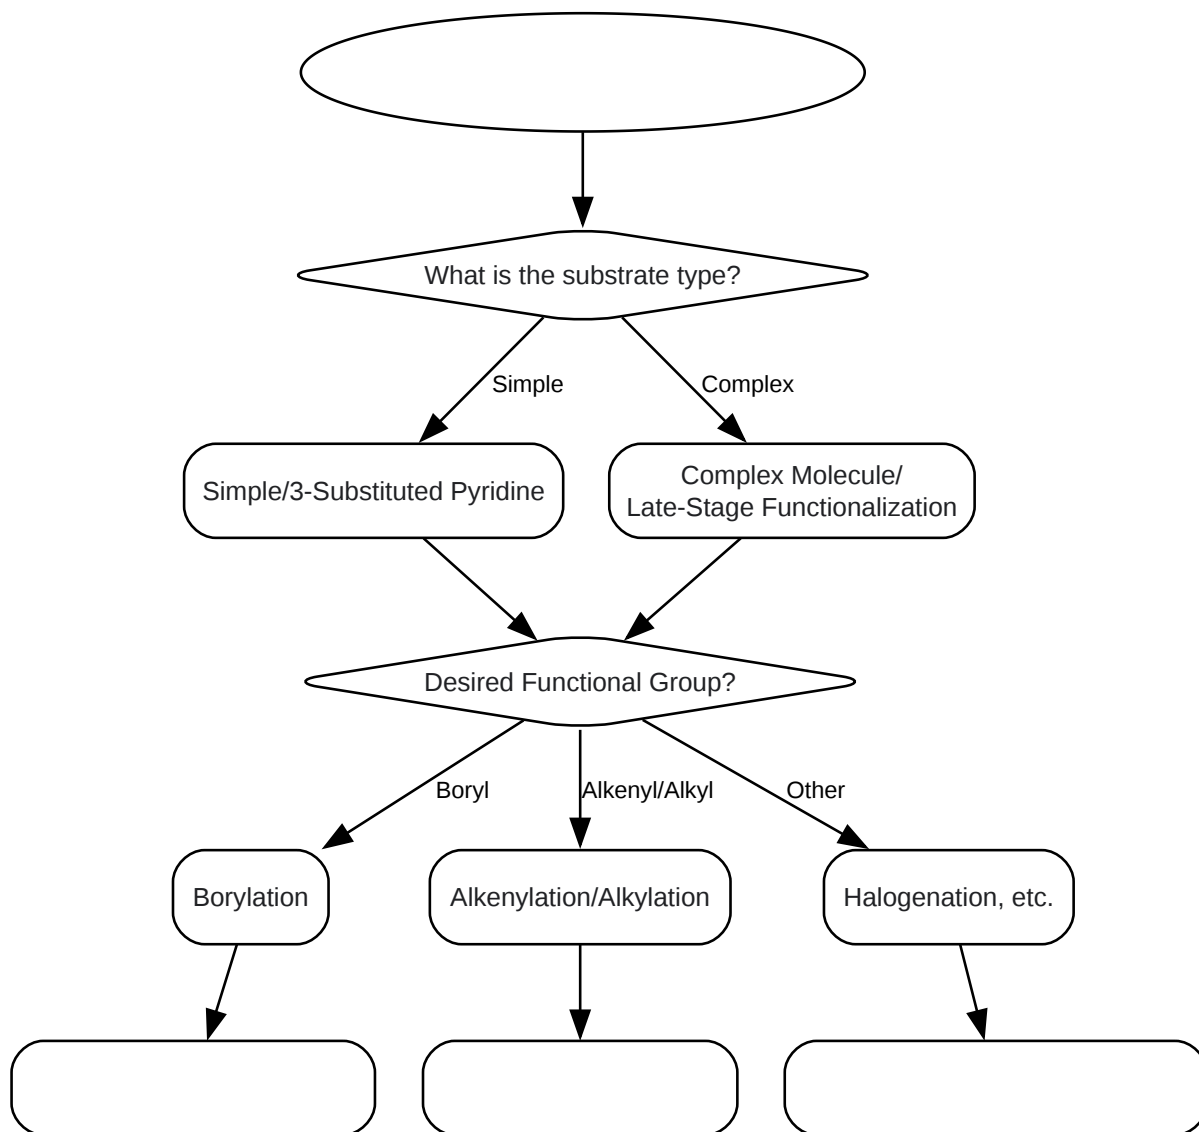 What is the substrate type?
Simple
Complex
Simple/3-Substituted Pyridine
Complex Molecule/
Late-Stage Functionalization
Desired Functional Group?
Boryl
Alkenyl/Alkyl
Other
Borylation
Alkenylation/Alkylation
Halogenation, etc.